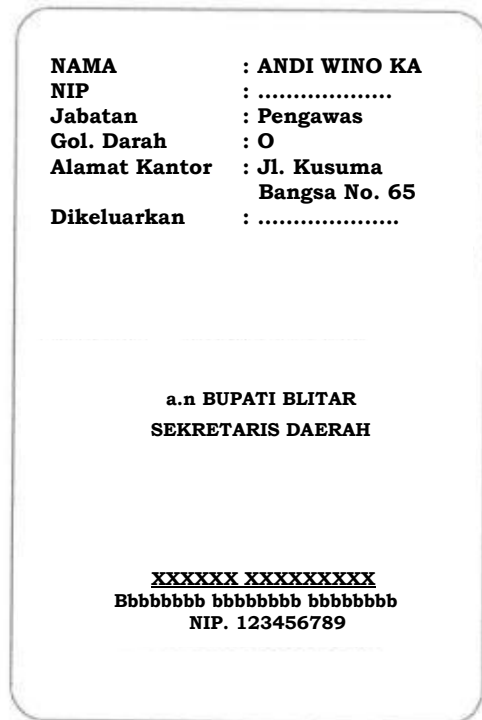 NAMA : ANDI WINO KA
NIP : ...................
Jabatan : Pengawas
Gol. Darah : O
Alamat Kantor : Jl. Kusuma
Bangsa No. 65
Dikeluarkan : ....................
a.n BUPATI BLITAR
SEKRETARIS DAERAH
XXXXXX XXXXXXXXX
Bbbbbbbb bbbbbbbb bbbbbbbb
NIP. 123456789